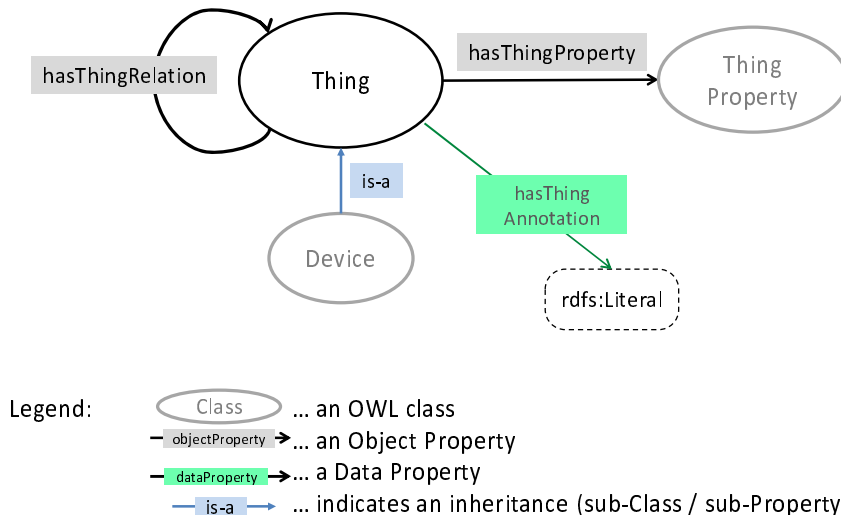 hasThingProperty
Thing
Property
hasThingRelation
Thing
is-a
hasThing
Annotation
Device
rdfs:Literal
Legend:
Class
... an OWL class
objectProperty
... an Object Property
dataProperty
... a Data Property
is-a
... indicates an inheritance (sub-Class / sub-Property